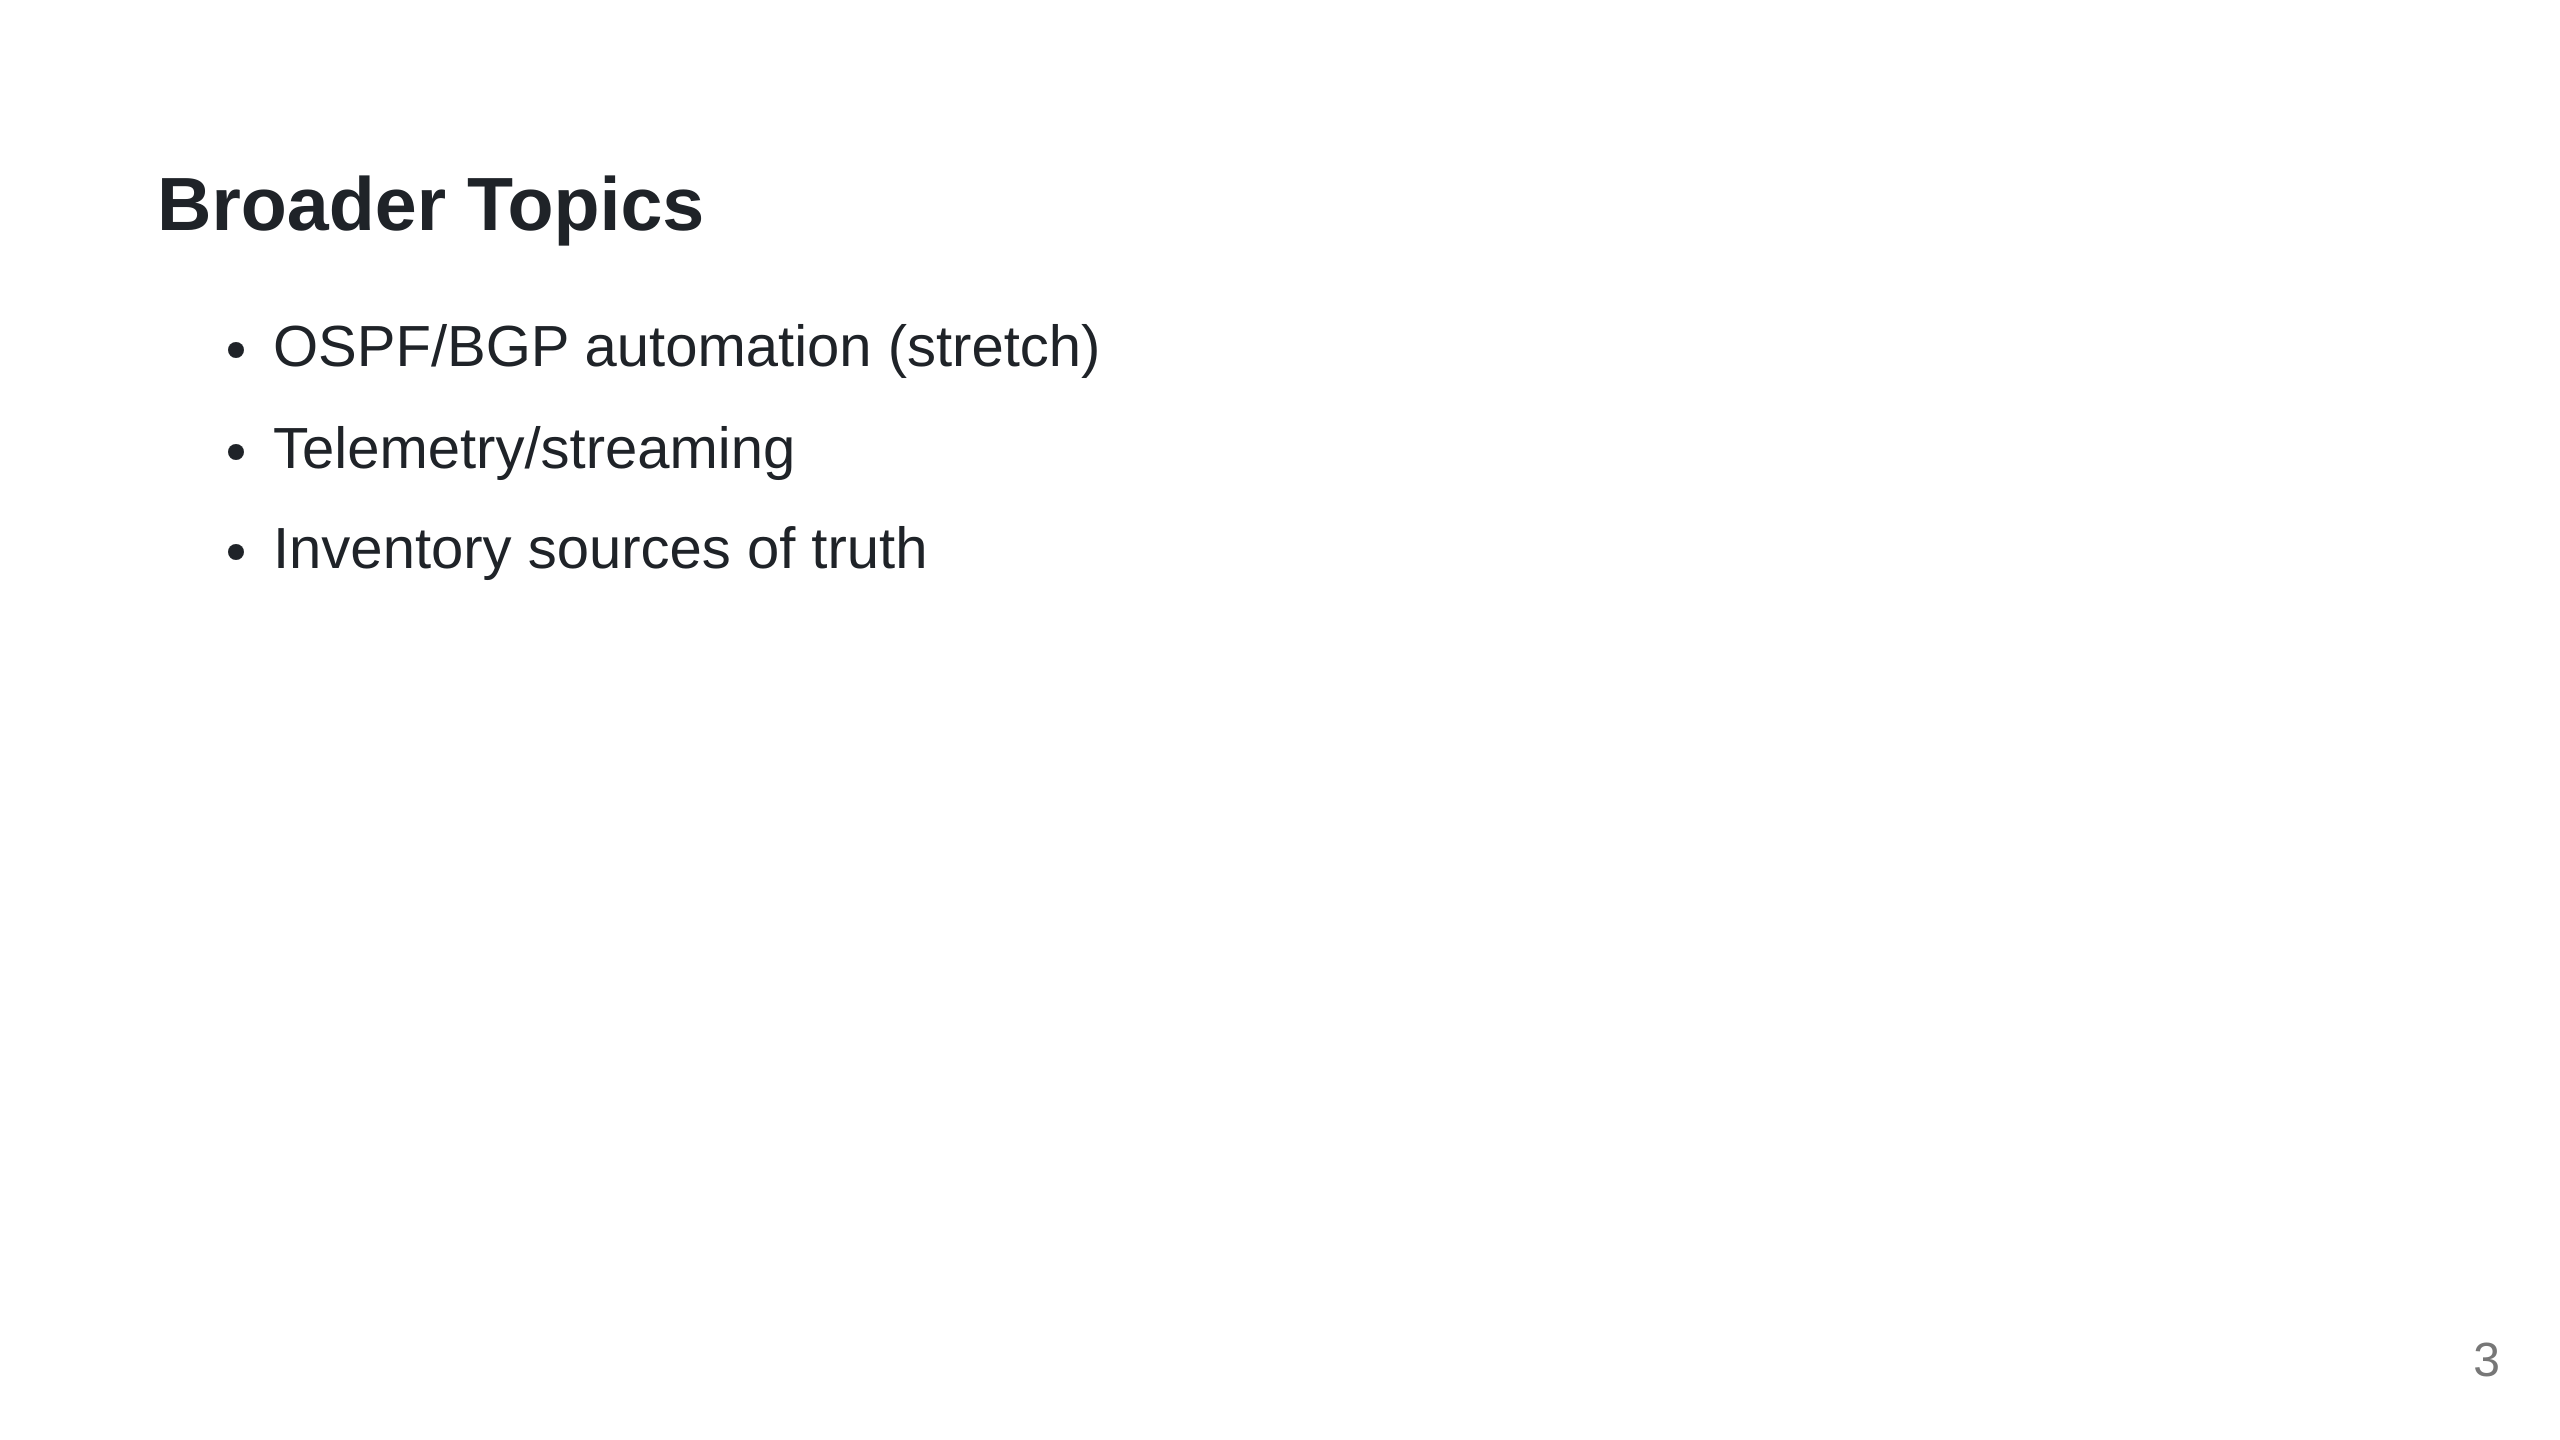 Broader Topics
• OSPF/BGP automation (stretch)
• Telemetry/streaming
• Inventory sources of truth
3